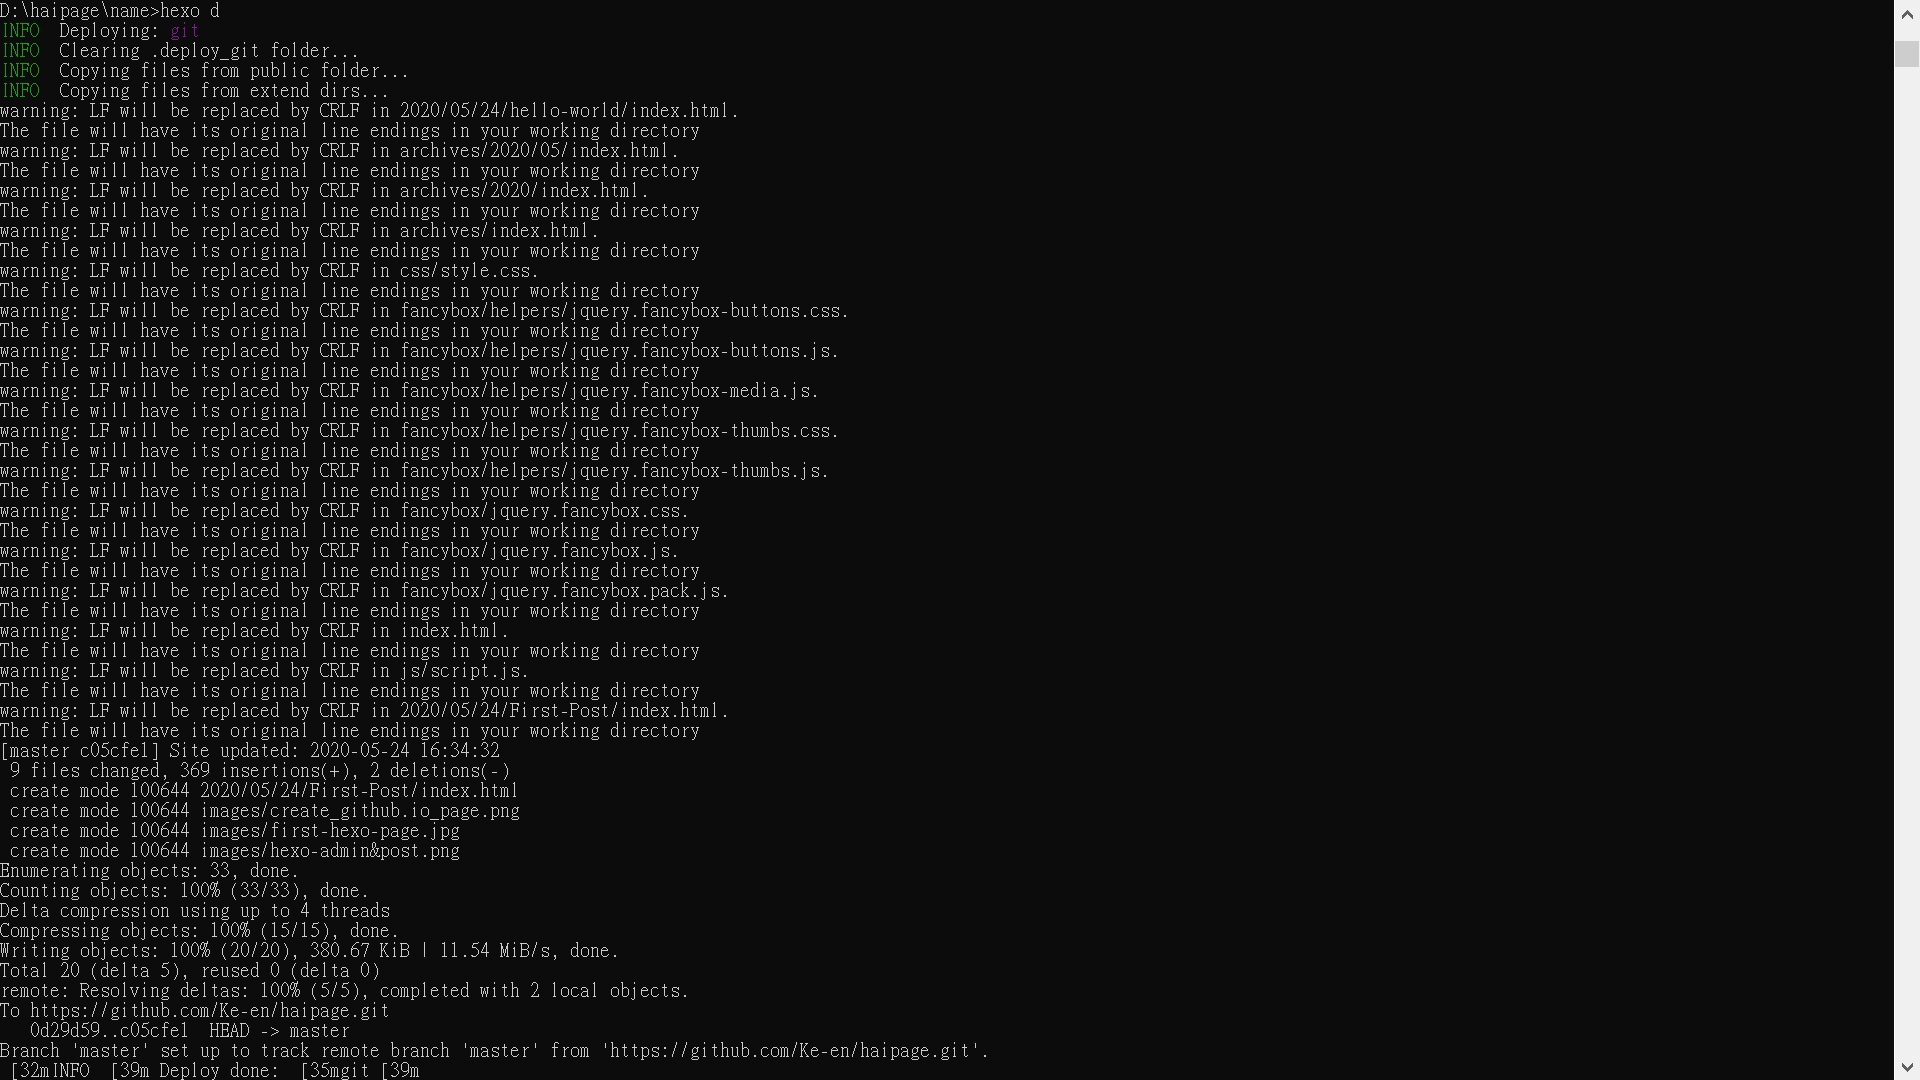 D:\haipage\name>hexo d
INFO  Deploying: git
INFO  Clearing .deploy_git folder...
INFO  Copying files from public folder...
INFO  Copying files from extend dirs...
warning: LF will be replaced by CRLF in 2020/05/24/hello-world/index.html.
The file will have its original line endings in your working directory
warning: LF will be replaced by CRLF in archives/2020/05/index.html.
The file will have its original line endings in your working directory
warning: LF will be replaced by CRLF in archives/2020/index.html.
The file will have its original line endings in your working directory
warning: LF will be replaced by CRLF in archives/index.html.
The file will have its original line endings in your working directory
warning: LF will be replaced by CRLF in css/style.css.
The file will have its original line endings in your working directory
warning: LF will be replaced by CRLF in fancybox/helpers/jquery.fancybox-buttons.css.
The file will have its original line endings in your working directory
warning: LF will be replaced by CRLF in fancybox/helpers/jquery.fancybox-buttons.js.
The file will have its original line endings in your working directory
warning: LF will be replaced by CRLF in fancybox/helpers/jquery.fancybox-media.js.
The file will have its original line endings in your working directory
warning: LF will be replaced by CRLF in fancybox/helpers/jquery.fancybox-thumbs.css.
The file will have its original line endings in your working directory
warning: LF will be replaced by CRLF in fancybox/helpers/jquery.fancybox-thumbs.js.
The file will have its original line endings in your working directory
warning: LF will be replaced by CRLF in fancybox/jquery.fancybox.css.
The file will have its original line endings in your working directory
warning: LF will be replaced by CRLF in fancybox/jquery.fancybox.js.
The file will have its original line endings in your working directory
warning: LF will be replaced by CRLF in fancybox/jquery.fancybox.pack.js.
The file will have its original line endings in your working directory
warning: LF will be replaced by CRLF in index.html.
The file will have its original line endings in your working directory
warning: LF will be replaced by CRLF in js/script.js.
The file will have its original line endings in your working directory
warning: LF will be replaced by CRLF in 2020/05/24/First-Post/index.html.
The file will have its original line endings in your working directory
[master c05cfe1] Site updated: 2020-05-24 16:34:32
 9 files changed, 369 insertions(+), 2 deletions(-)
 create mode 100644 2020/05/24/First-Post/index.html
 create mode 100644 images/create_github.io_page.png
 create mode 100644 images/first-hexo-page.jpg
 create mode 100644 images/hexo-admin&post.png
Enumerating objects: 33, done.
Counting objects: 100% (33/33), done.
Delta compression using up to 4 threads
Compressing objects: 100% (15/15), done.
Writing objects: 100% (20/20), 380.67 KiB | 11.54 MiB/s, done.
Total 20 (delta 5), reused 0 (delta 0)
remote: Resolving deltas: 100% (5/5), completed with 2 local objects.
To https://github.com/Ke-en/haipage.git
   0d29d59..c05cfe1  HEAD -> master
Branch 'master' set up to track remote branch 'master' from 'https://github.com/Ke-en/haipage.git'.
 [32mINFO  [39m Deploy done:  [35mgit [39m